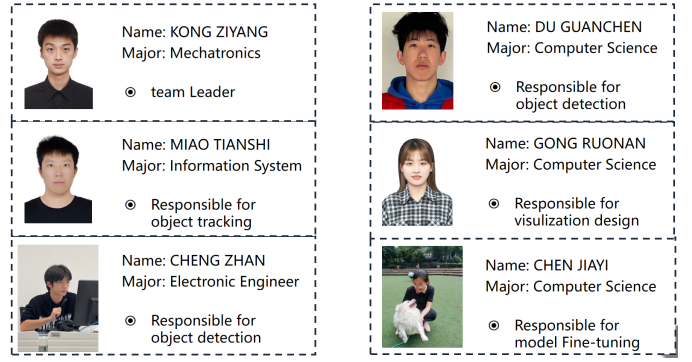 Name: KONG ZIYANG
Major: Mechatronics
team Leader
Name: MIAO TIANSHI
Major: Information System
Responsible for
object tracking
Name: CHENG ZHAN
Major: Electronic Engineer
Responsible for
object detection
Name: DU GUANCHEN
Major: Computer Science
Responsible for
object detection
Name: GONG RUONAN
Major: Computer Science
Responsible for
visulization design
Name: CHEN JIAYI
Major: Computer Science
Responsible for
model Fine-tuning